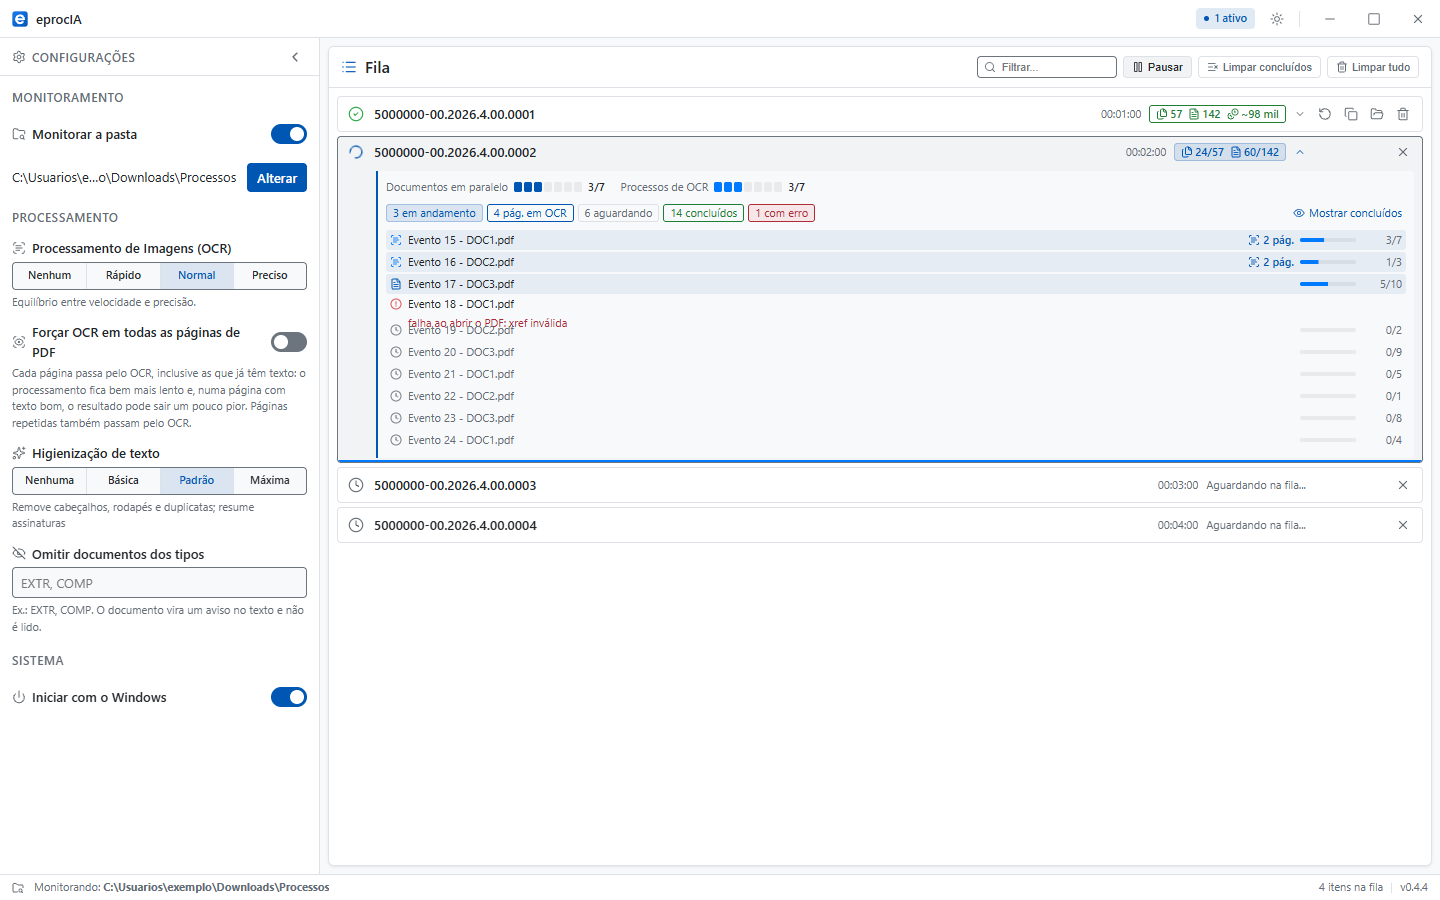 eprocIA
1 ativo
CONFIGURAÇÕES
MONITORAMENTO
Monitorar a pasta
C:\Usuarios\e...o\Downloads\Processos
Alterar
PROCESSAMENTO
Processamento de Imagens (OCR)
Nenhum Rápido Normal Preciso
Equilíbrio entre velocidade e precisão.
Forçar OCR em todas as páginas de
PDF
Cada página passa pelo OCR, inclusive as que já têm texto: o
processamento fica bem mais lento e, numa página com
texto bom, o resultado pode sair um pouco pior. Páginas
repetidas também passam pelo OCR.
Higienização de texto
Nenhuma Básica Padrão Máxima
Remove cabeçalhos, rodapés e duplicatas; resume
assinaturas
Omitir documentos dos tipos
EXTR, COMP
Ex.: EXTR, COMP. O documento vira um aviso no texto e não
é lido.
SISTEMA
Iniciar com o Windows
Fila
Filtrar...
Pausar
Limpar concluídos
Limpar tudo
5000000-00.2026.4.00.0001 00:01:00 57 142 ~98 mil
5000000-00.2026.4.00.0002 00:02:00 24/57 60/142
Documentos em paralelo 3/7 Processos de OCR 3/7
3 em andamento 4 pág. em OCR 6 aguardando 14 concluídos 1 com erro Mostrar concluídos
Evento 15 - DOC1.pdf 2 pág. 3/7
Evento 16 - DOC2.pdf 2 pág. 1/3
Evento 17 - DOC3.pdf 5/10
Evento 18 - DOC1.pdf
falha ao abrir o PDF: xref inválida
Evento 19 - DOC2.pdf 0/2
Evento 20 - DOC3.pdf 0/9
Evento 21 - DOC1.pdf 0/5
Evento 22 - DOC2.pdf 0/1
Evento 23 - DOC3.pdf 0/8
Evento 24 - DOC1.pdf 0/4
5000000-00.2026.4.00.0003 00:03:00 Aguardando na fila...
5000000-00.2026.4.00.0004 00:04:00 Aguardando na fila...
Monitorando: C:\Usuarios\exemplo\Downloads\Processos
4 itens na fila v0.4.4